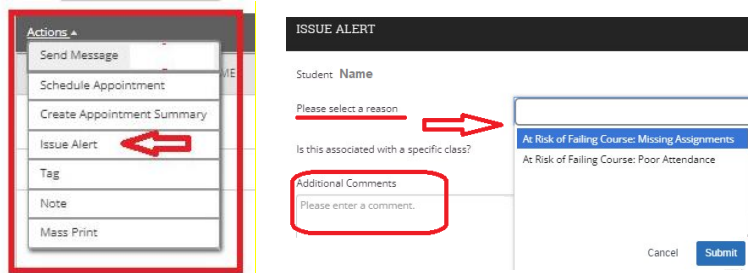 Actions
Send Message
ME
Schedule Appointment
Create Appointment Summary
Issue Alert
Tag
Note
Mass Print
ISSUE ALERT
Student Name
Please select a reason
At Risk of Failing Course: Missing Assignments
Is this associated with a specific class?
At Risk of Failing Course: Poor Attendance
Additional Comments
Please enter a comment.
Cancel Submit